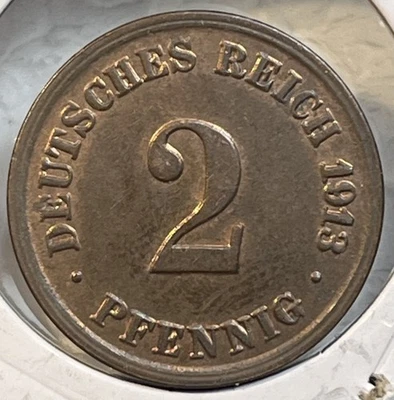 DEUTSCHES REICH 1913
2
· PFENNIG ·